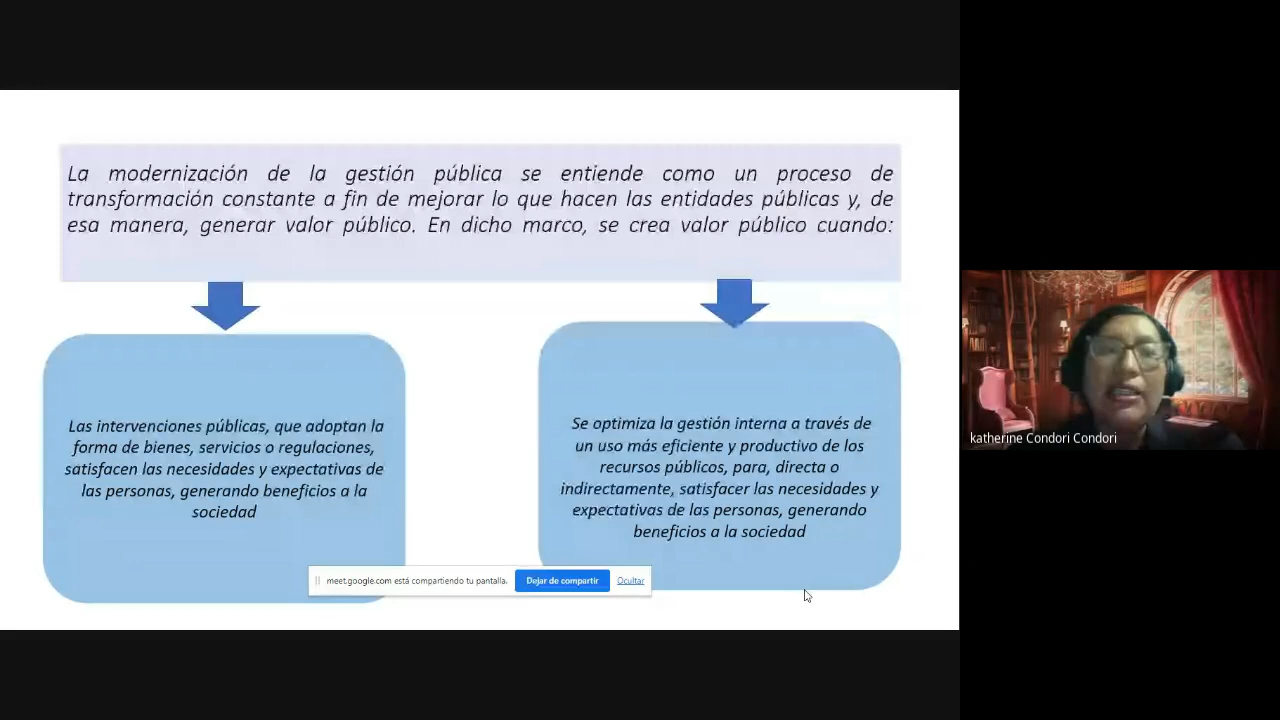 La modernización de la gestión pública se entiende como un proceso de
transformación constante a fin de mejorar lo que hacen las entidades públicas y, de
esa manera, generar valor público. En dicho marco, se crea valor público cuando:
Las intervenciones públicas, que adoptan la
forma de bienes, servicios o regulaciones,
satisfacen las necesidades y expectativas de
las personas, generando beneficios a la
sociedad
Se optimiza la gestión interna a través de
un uso más eficiente y productivo de los
recursos públicos, para, directa o
indirectamente, satisfacer las necesidades y
expectativas de las personas, generando
beneficios a la sociedad
meet.google.com está compartiendo tu pantalla.
Dejar de compartir
Ocultar
katherine Condori Condori